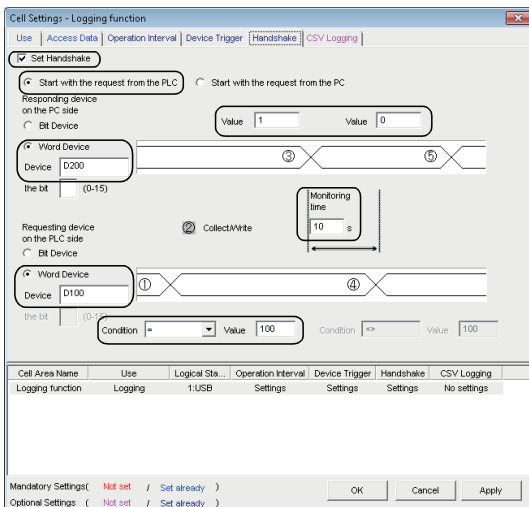 Cell Settings - Logging function
Use Access Data Operation Interval Device Trigger Handshake CSV Logging
Set Handshake
Start with the request from the PLC Start with the request from the PC
Responding device
on the PC side
Bit Device
Value 1 Value 0
Word Device
Device D200
③ ⑤
the bit (0-15)
Monitoring
time
10 s
Requesting device
on the PLC side
② Collect/Write
Bit Device
Word Device
Device D100
① ④
the bit (0-15)
Condition = Value 100 Condition <> Value 100
Cell Area Name Use Logical Sta... Operation Interval Device Trigger Handshake CSV Logging
Logging function Logging 1:USB Settings Settings Settings No settings
Mandatory Settings( Not set / Set already )
Optional Settings ( Not set / Set already )
OK Cancel Apply